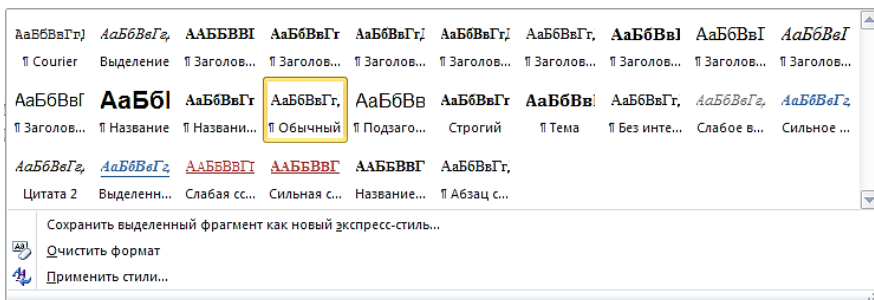 АаБбВвГгД АаБбВвГг, ААББВВІ АаБбВвГг АаБбВвГгД АаБбВвГгД АаБбВвГг, АаБбВвІ АаБбВвІ АаБбВвГ
¶ Courier Выделение ¶ Заголов... ¶ Заголов... ¶ Заголов... ¶ Заголов... ¶ Заголов... ¶ Заголов... ¶ Заголов... ¶ Заголов...
АаБбВвГ АаБбІ АаБбВвГг АаБбВвГг, АаБбВв АаБбВвГг АаБбВвІ АаБбВвГг, АаБбВвГг, АаБбВвГг,
¶ Заголов... ¶ Название ¶ Названи... ¶ Обычный ¶ Подзаго... Строгий ¶ Тема ¶ Без инте... Слабое в... Сильное ...
АаБбВвГг, АаБбВвГг, ААББВВГГ ААББВВГ ААББВВГ АаБбВвГг,
Цитата 2 Выделенн... Слабая сс... Сильная с... Название... ¶ Абзац с...
Сохранить выделенный фрагмент как новый экспресс-стиль...
Очистить формат
Применить стили...